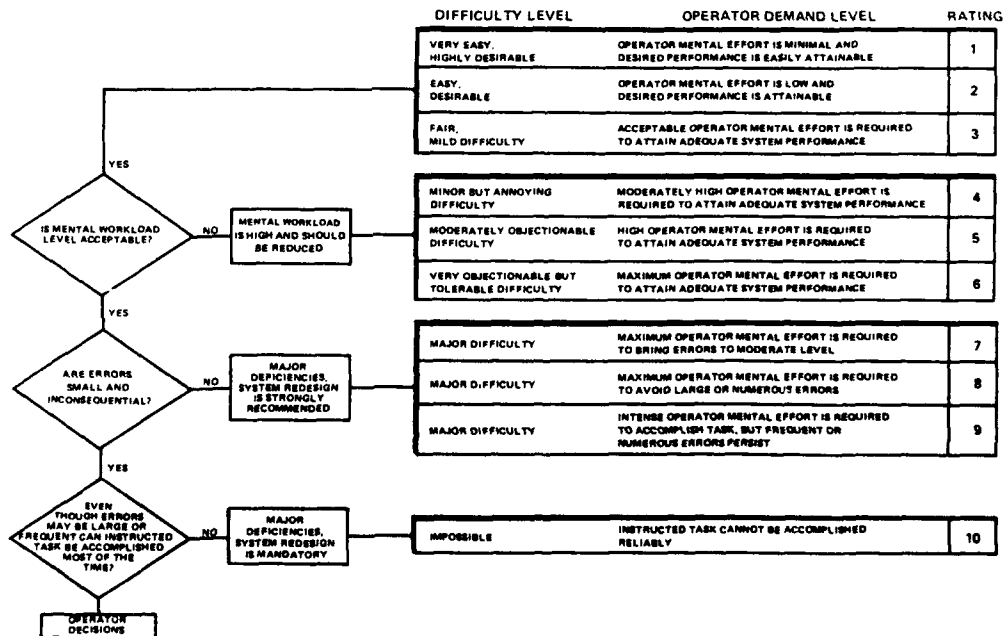 DIFFICULTY LEVEL OPERATOR DEMAND LEVEL RATING
VERY EASY, OPERATOR MENTAL EFFORT IS MINIMAL AND
HIGHLY DESIRABLE DESIRED PERFORMANCE IS EASILY ATTAINABLE
1
EASY, OPERATOR MENTAL EFFORT IS LOW AND
DESIRABLE DESIRED PERFORMANCE IS ATTAINABLE
2
FAIR, ACCEPTABLE OPERATOR MENTAL EFFORT IS REQUIRED
MILD DIFFICULTY TO ATTAIN ADEQUATE SYSTEM PERFORMANCE
3
YES
IS MENTAL WORKLOAD
LEVEL ACCEPTABLE?
NO
MENTAL WORKLOAD
IS HIGH AND SHOULD
BE REDUCED
MINOR BUT ANNOYING MODERATELY HIGH OPERATOR MENTAL EFFORT IS
DIFFICULTY REQUIRED TO ATTAIN ADEQUATE SYSTEM PERFORMANCE
4
MODERATELY OBJECTIONABLE HIGH OPERATOR MENTAL EFFORT IS REQUIRED
DIFFICULTY TO ATTAIN ADEQUATE SYSTEM PERFORMANCE
5
VERY OBJECTIONABLE BUT MAXIMUM OPERATOR MENTAL EFFORT IS REQUIRED
TOLERABLE DIFFICULTY TO ATTAIN ADEQUATE SYSTEM PERFORMANCE
6
YES
ARE ERRORS
SMALL AND
INCONSEQUENTIAL?
NO
MAJOR
DEFICIENCIES,
SYSTEM REDESIGN
IS STRONGLY
RECOMMENDED
MAJOR DIFFICULTY MAXIMUM OPERATOR MENTAL EFFORT IS REQUIRED
TO BRING ERRORS TO MODERATE LEVEL
7
MAJOR DIFFICULTY MAXIMUM OPERATOR MENTAL EFFORT IS REQUIRED
TO AVOID LARGE OR NUMEROUS ERRORS
8
MAJOR DIFFICULTY INTENSE OPERATOR MENTAL EFFORT IS REQUIRED
TO ACCOMPLISH TASK, BUT FREQUENT OR
NUMEROUS ERRORS PERSIST
9
YES
EVEN
THOUGH ERRORS
MAY BE LARGE OR
FREQUENT CAN INSTRUCTED
TASK BE ACCOMPLISHED
MOST OF THE
TIME?
NO
MAJOR
DEFICIENCIES,
SYSTEM REDESIGN
IS MANDATORY
IMPOSSIBLE INSTRUCTED TASK CANNOT BE ACCOMPLISHED
RELIABLY
10
OPERATOR
DECISIONS